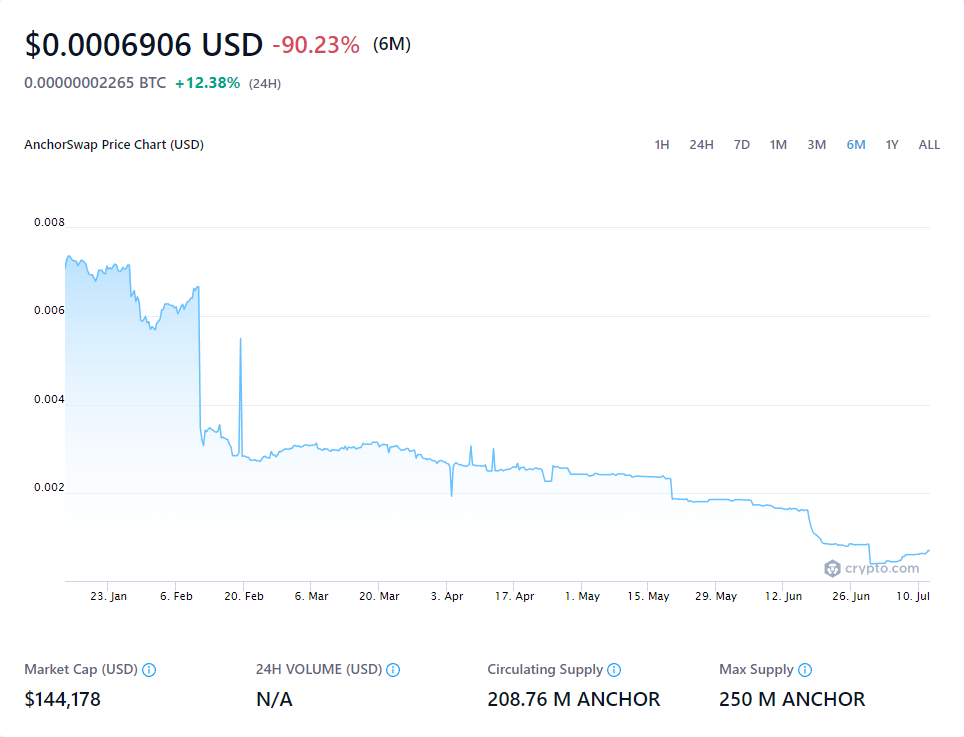 $0.0006906 USD -90.23% (6M)
0.00000002265 BTC +12.38% (24H)
AnchorSwap Price Chart (USD) 1H 24H 7D 1M 3M 6M 1Y ALL
0.008
0.006
0.004
0.002
crypto.com
23. Jan 6. Feb 20. Feb 6. Mar 20. Mar 3. Apr 17. Apr 1. May 15. May 29. May 12. Jun 26. Jun 10. Jul
Market Cap (USD) 24H VOLUME (USD) Circulating Supply Max Supply
$144,178 N/A 208.76 M ANCHOR 250 M ANCHOR